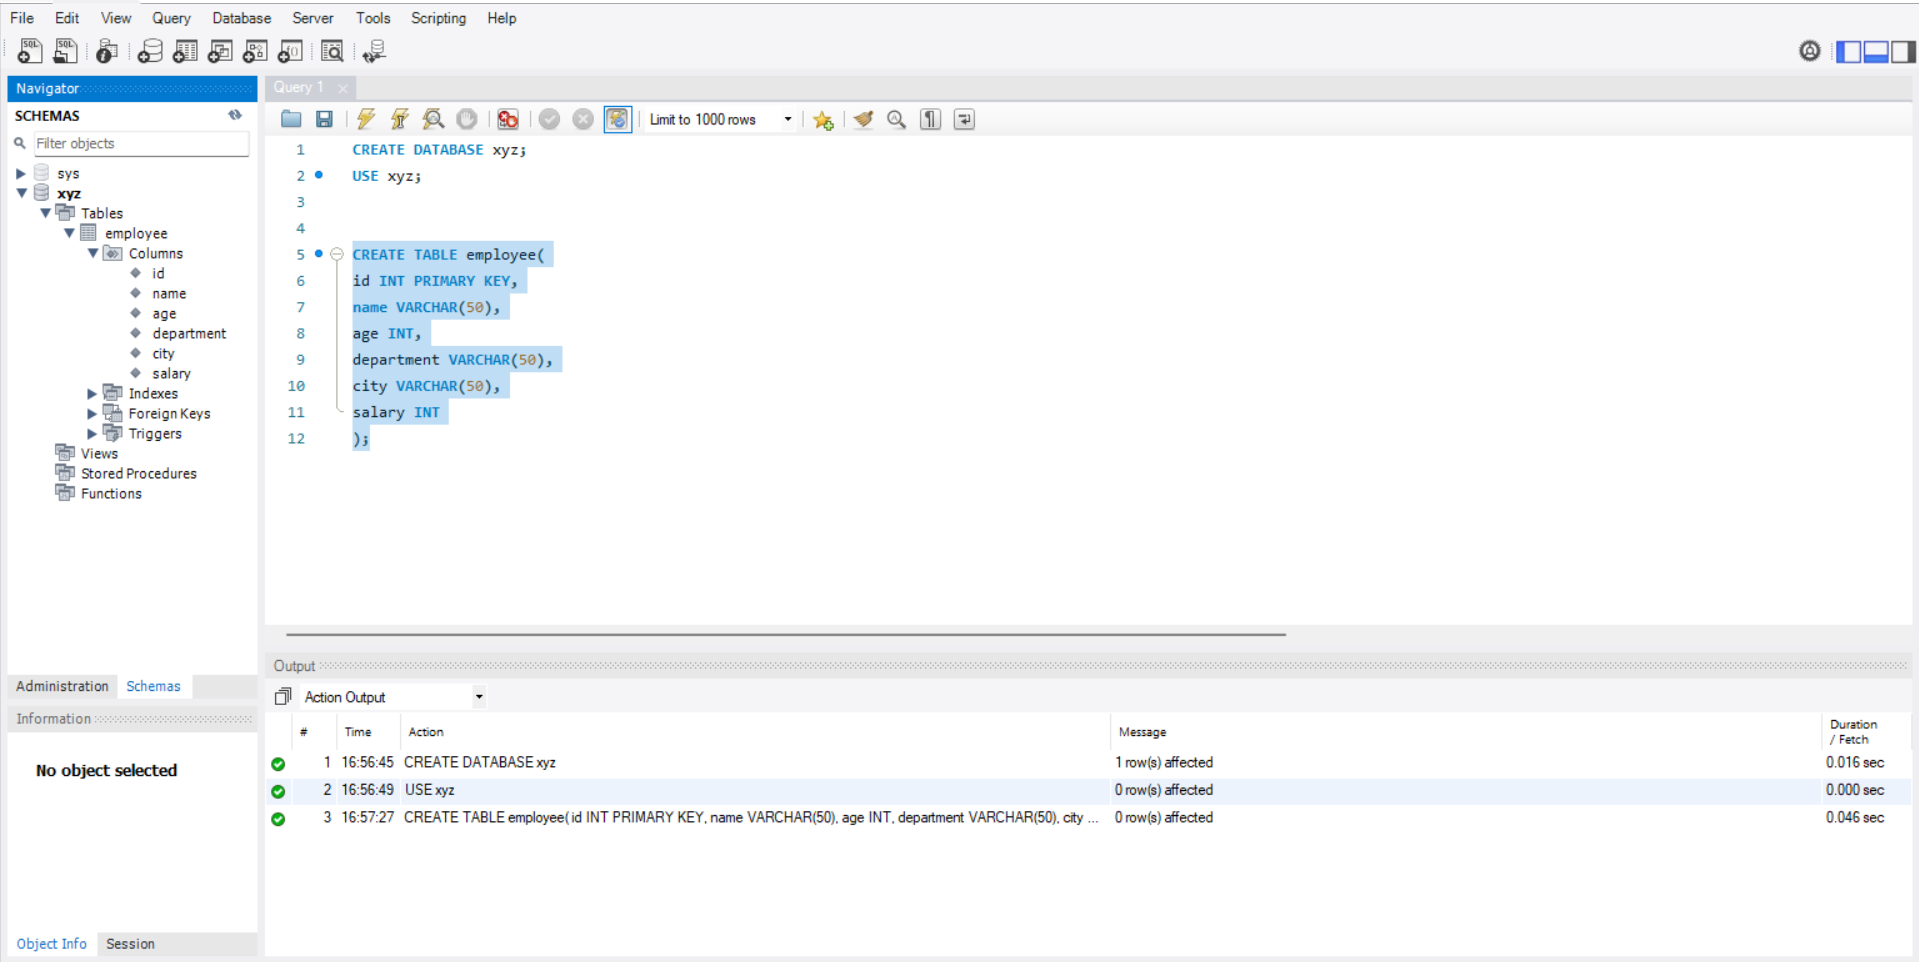 File Edit View Query Database Server Tools Scripting Help
Navigator
SCHEMAS
Filter objects
sys
xyz
Tables
employee
Columns
id
name
age
department
city
salary
Indexes
Foreign Keys
Triggers
Views
Stored Procedures
Functions
Administration Schemas
Information
No object selected
Object Info Session
Query 1
Limit to 1000 rows
1 CREATE DATABASE xyz;
2 USE xyz;
3
4
5 CREATE TABLE employee(
6 id INT PRIMARY KEY,
7 name VARCHAR(50),
8 age INT,
9 department VARCHAR(50),
10 city VARCHAR(50),
11 salary INT
12 );
Output
Action Output
# Time Action Message Duration / Fetch
1 16:56:45 CREATE DATABASE xyz 1 row(s) affected 0.016 sec
2 16:56:49 USE xyz 0 row(s) affected 0.000 sec
3 16:57:27 CREATE TABLE employee( id INT PRIMARY KEY, name VARCHAR(50), age INT, department VARCHAR(50), city ... 0 row(s) affected 0.046 sec